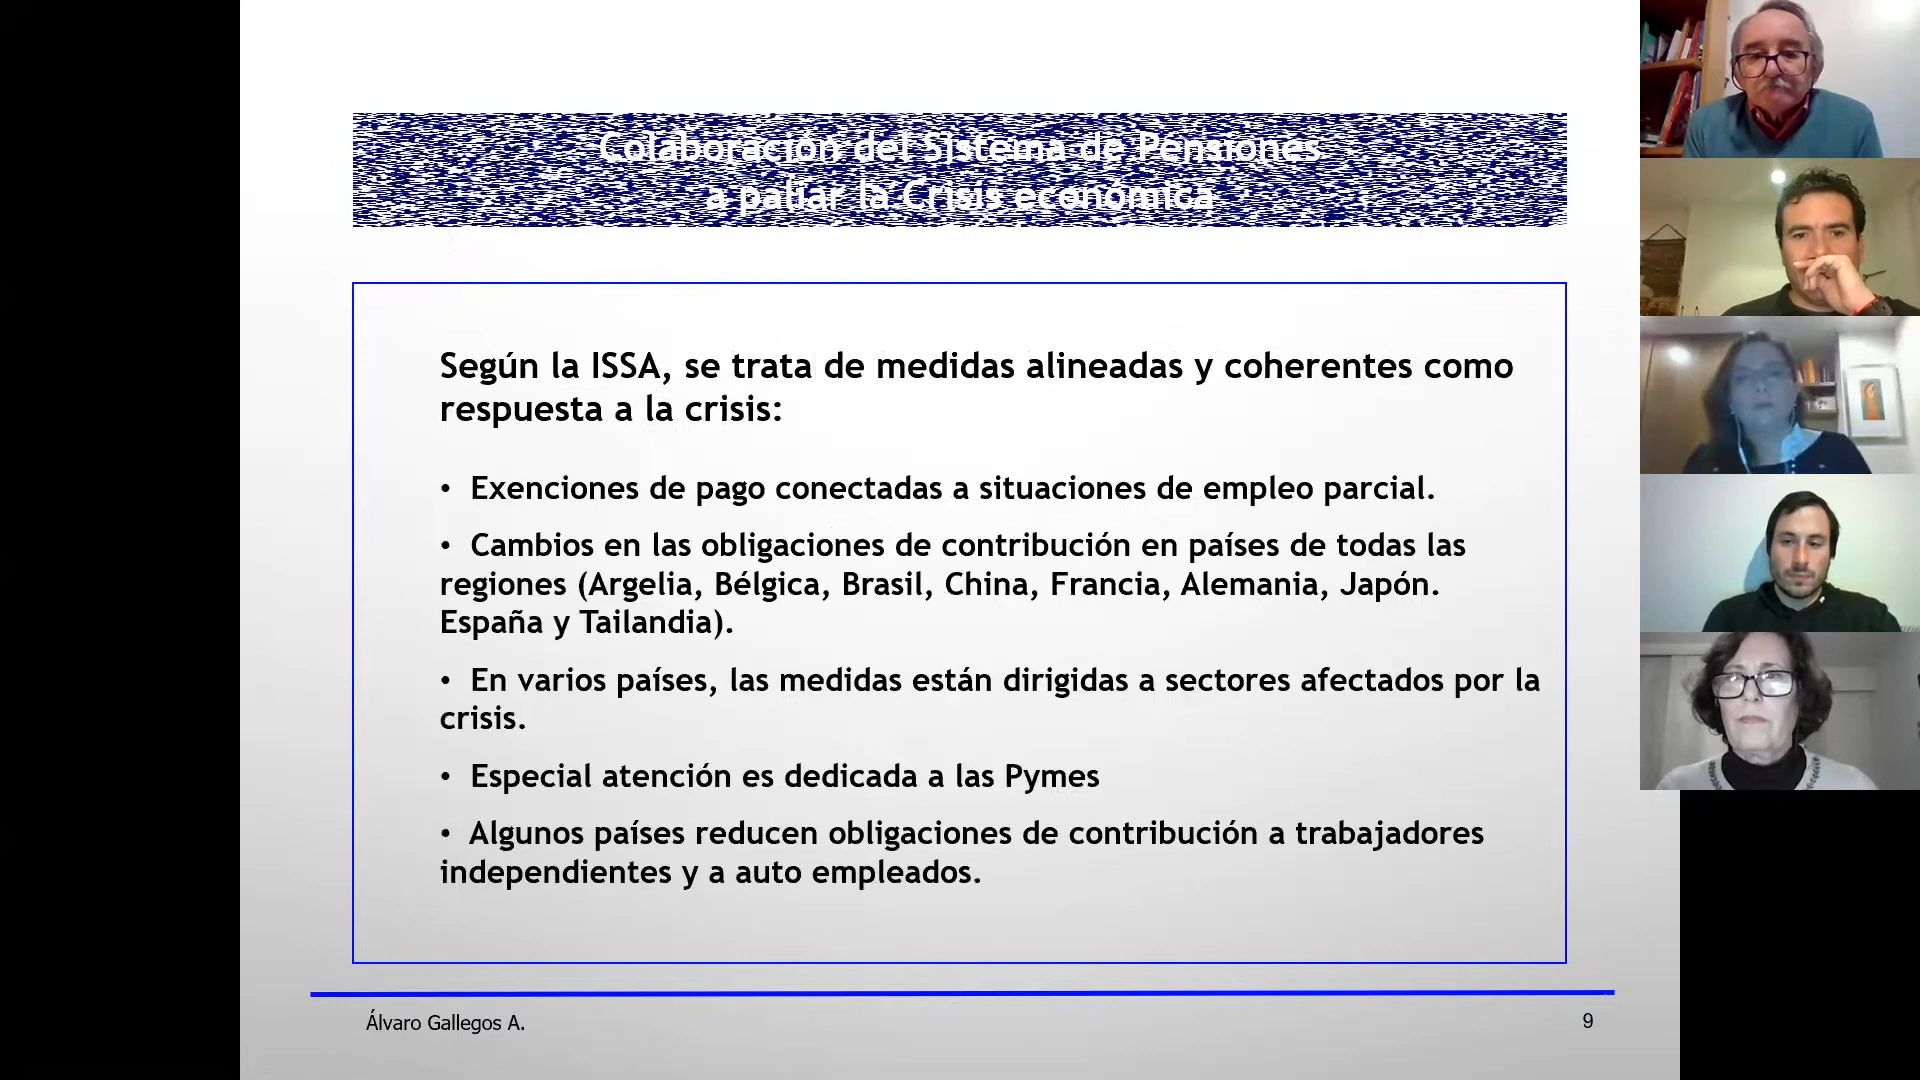 Colaboración del Sistema de Pensiones
a paliar la Crisis económica
Según la ISSA, se trata de medidas alineadas y coherentes como
respuesta a la crisis:
• Exenciones de pago conectadas a situaciones de empleo parcial.
• Cambios en las obligaciones de contribución en países de todas las
regiones (Argelia, Bélgica, Brasil, China, Francia, Alemania, Japón.
España y Tailandia).
• En varios países, las medidas están dirigidas a sectores afectados por la
crisis.
• Especial atención es dedicada a las Pymes
• Algunos países reducen obligaciones de contribución a trabajadores
independientes y a auto empleados.
Álvaro Gallegos A.
9